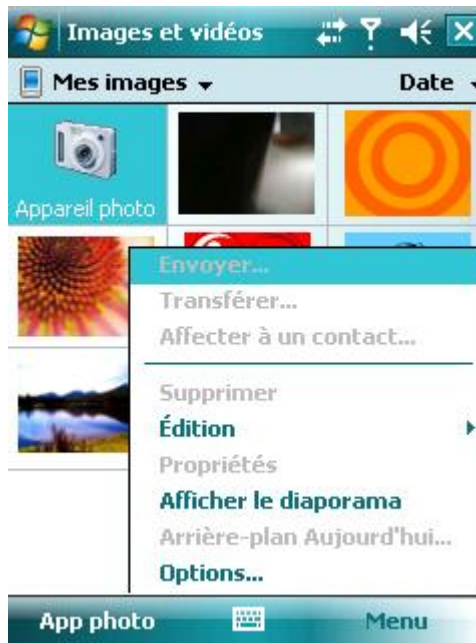 Images et vidéos
Mes images
Date
Appareil photo
Envoyer...
Transférer...
Affecter à un contact...
Supprimer
Édition
Propriétés
Afficher le diaporama
Arrière-plan Aujourd'hui...
Options...
App photo
Menu